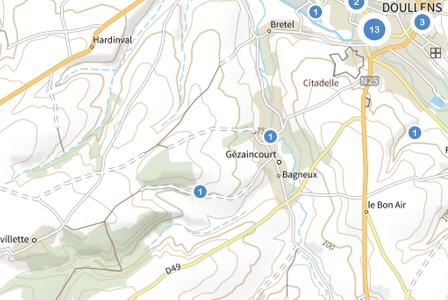 DOULLENS
2
3
1
13
Bretel
Hardinval
Citadelle
N25
75
1
1
Gézaincourt
Bagneux
1
le Bon Air
villette
100
D49